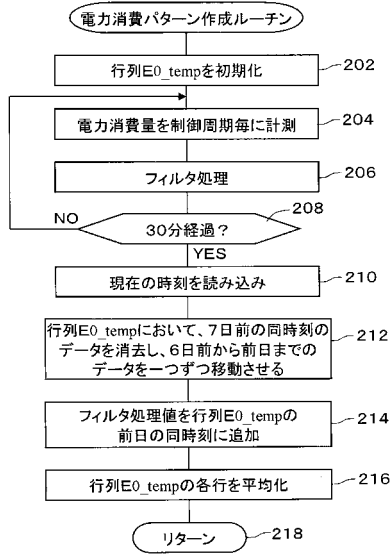 電力消費パターン作成ルーチン
行列E0_tempを初期化
202
電力消費量を制御周期毎に計測
204
フィルタ処理
206
208
NO
30分経過?
YES
現在の時刻を読み込み
210
行列E0_tempにおいて、7日前の同時刻の
データを消去し、6日前から前日までの
データを一つずつ移動させる
212
フィルタ処理値を行列E0_tempの
前日の同時刻に追加
214
行列E0_tempの各行を平均化
216
リターン
218